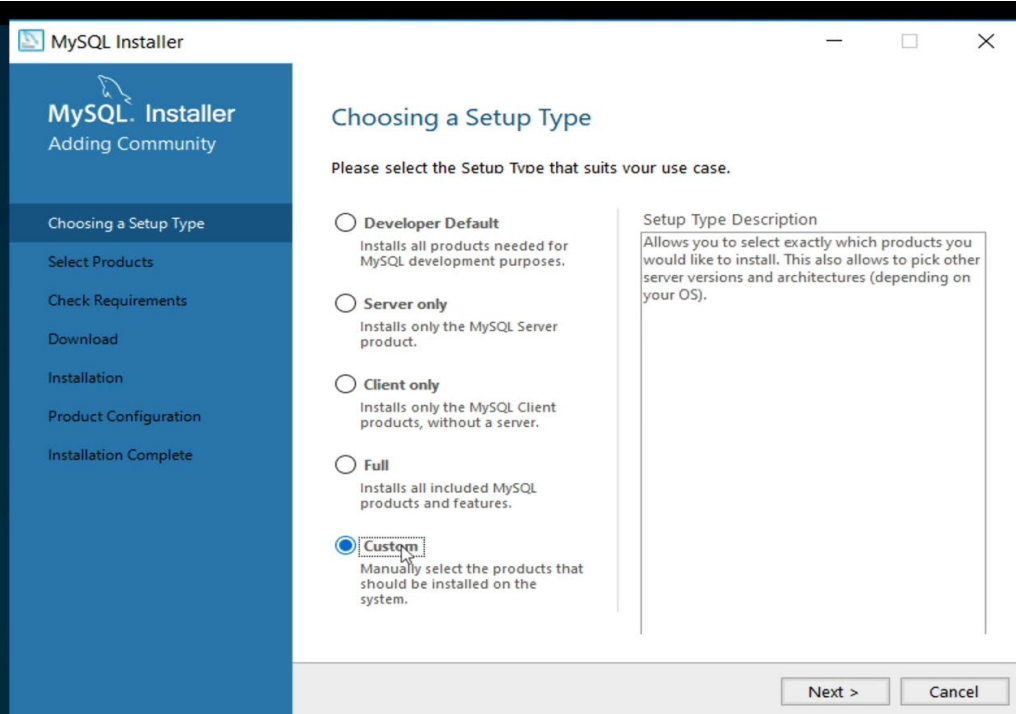 MySQL Installer
MySQL. Installer
Adding Community
Choosing a Setup Type
Select Products
Check Requirements
Download
Installation
Product Configuration
Installation Complete
Choosing a Setup Type
Please select the Setup Type that suits your use case.
Developer Default
Installs all products needed for
MySQL development purposes.
Server only
Installs only the MySQL Server
product.
Client only
Installs only the MySQL Client
products, without a server.
Full
Installs all included MySQL
products and features.
Custom
Manually select the products that
should be installed on the
system.
Setup Type Description
Allows you to select exactly which products you
would like to install. This also allows to pick other
server versions and architectures (depending on
your OS).
Next >
Cancel